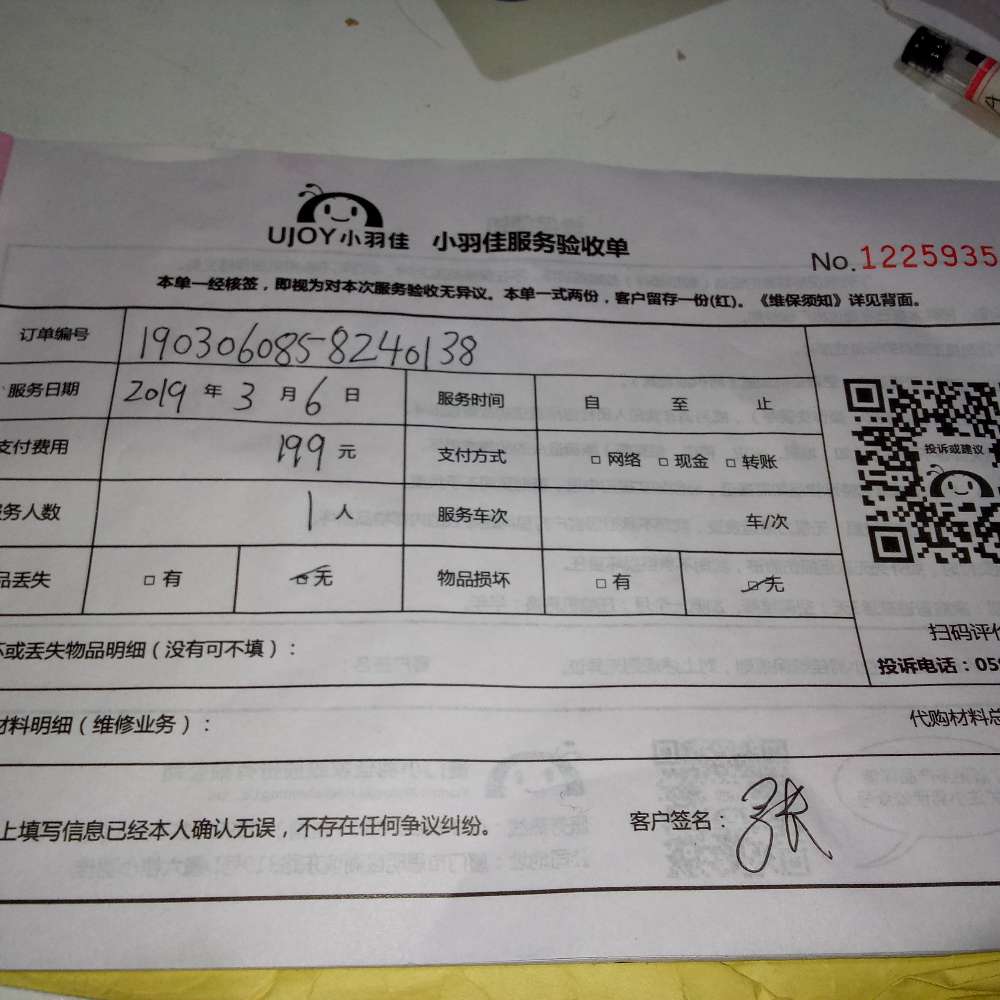 UJOY小羽佳 小羽佳服务验收单
No.1225935
本单一经核签，即视为对本次服务验收无异议。本单一式两份，客户留存一份(红)。《维保须知》详见背面。
订单编号 1903060858240138
服务日期 2019 年 3 月 6 日 服务时间 自 至 止
支付费用 199 元 支付方式 □网络 □现金 □转账
投诉或建议
务人数 1 人 服务车次 车/次
品丢失 □有 ☑无 物品损坏 □有 ☑无
扫码评价
坏或丢失物品明细（没有可不填）：
投诉电话：05
材料明细（维修业务）：
代购材料总
上填写信息已经本人确认无误，不存在任何争议纠纷。 客户签名：张